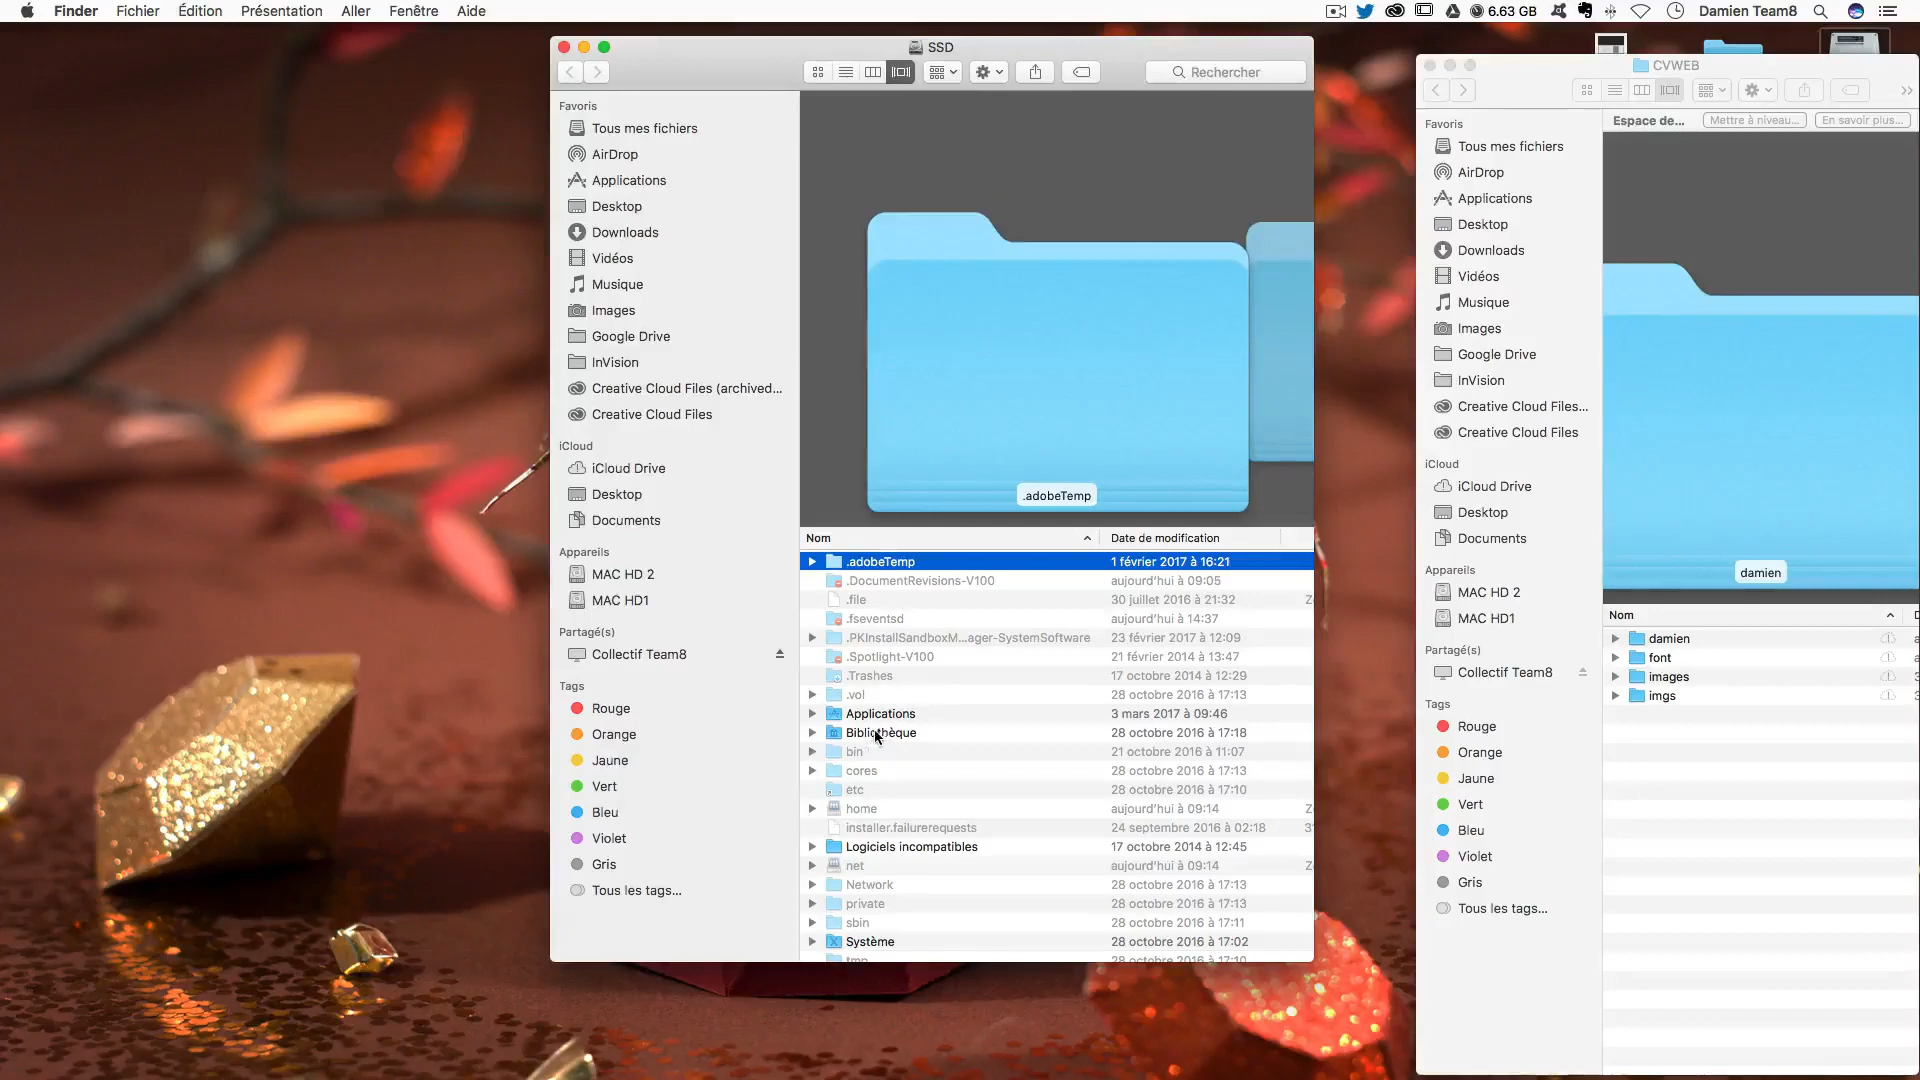 Finder Fichier Édition Présentation Aller Fenêtre Aide
6.63 GB Damien Team8
SSD
Rechercher
Favoris
Tous mes fichiers
AirDrop
Applications
Desktop
Downloads
Vidéos
Musique
Images
Google Drive
InVision
Creative Cloud Files (archived...
Creative Cloud Files
iCloud
iCloud Drive
Desktop
Documents
Appareils
MAC HD 2
MAC HD1
Partagé(s)
Collectif Team8
Tags
Rouge
Orange
Jaune
Vert
Bleu
Violet
Gris
Tous les tags...
.adobeTemp
Nom Date de modification
.adobeTemp 1 février 2017 à 16:21
.DocumentRevisions-V100 aujourd'hui à 09:05
.file 30 juillet 2016 à 21:32
.fseventsd aujourd'hui à 14:37
.PKInstallSandboxM...ager-SystemSoftware 23 février 2017 à 12:09
.Spotlight-V100 21 février 2014 à 13:47
.Trashes 17 octobre 2014 à 12:29
.vol 28 octobre 2016 à 17:13
Applications 3 mars 2017 à 09:46
Bibliothèque 28 octobre 2016 à 17:18
bin 21 octobre 2016 à 11:07
cores 28 octobre 2016 à 17:13
etc 28 octobre 2016 à 17:10
home aujourd'hui à 09:14
installer.failurerequests 24 septembre 2016 à 02:18
Logiciels incompatibles 17 octobre 2014 à 12:45
net aujourd'hui à 09:14
Network 28 octobre 2016 à 17:13
private 28 octobre 2016 à 17:13
sbin 28 octobre 2016 à 17:11
Système 28 octobre 2016 à 17:02
tmp 28 octobre 2016 à 17:10
CVWEB
Espace de... Mettre à niveau... En savoir plus...
Favoris
Tous mes fichiers
AirDrop
Applications
Desktop
Downloads
Vidéos
Musique
Images
Google Drive
InVision
Creative Cloud Files...
Creative Cloud Files
iCloud
iCloud Drive
Desktop
Documents
Appareils
MAC HD 2
MAC HD1
Partagé(s)
Collectif Team8
Tags
Rouge
Orange
Jaune
Vert
Bleu
Violet
Gris
Tous les tags...
damien
Nom
damien
font
images
imgs